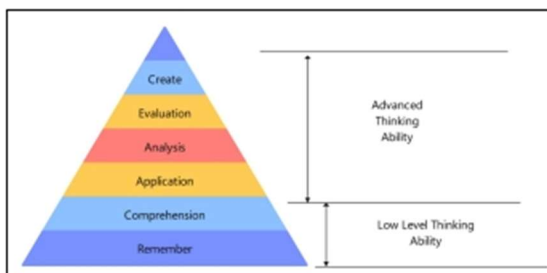 Create
Evaluation
Analysis
Application
Comprehension
Remember
Advanced
Thinking
Ability
Low Level Thinking
Ability